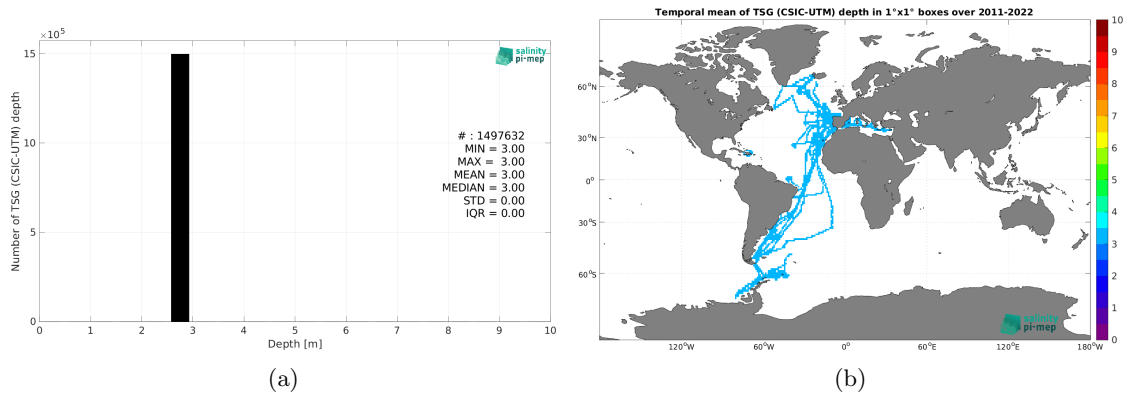 ×10⁵
15
10
5
0
Number of TSG (CSIC-UTM) depth
salinity
pi-mep
# : 1497632
MIN = 3.00
MAX = 3.00
MEAN = 3.00
MEDIAN = 3.00
STD = 0.00
IQR = 0.00
0 1 2 3 4 5 6 7 8 9 10
Depth [m]
(a)
Temporal mean of TSG (CSIC-UTM) depth in 1°x1° boxes over 2011-2022
60°N
30°N
0°
30°S
60°S
120°W 60°W 0° 60°E 120°E 180°W
salinity
pi-mep
10
9
8
7
6
5
4
3
2
1
0
(b)